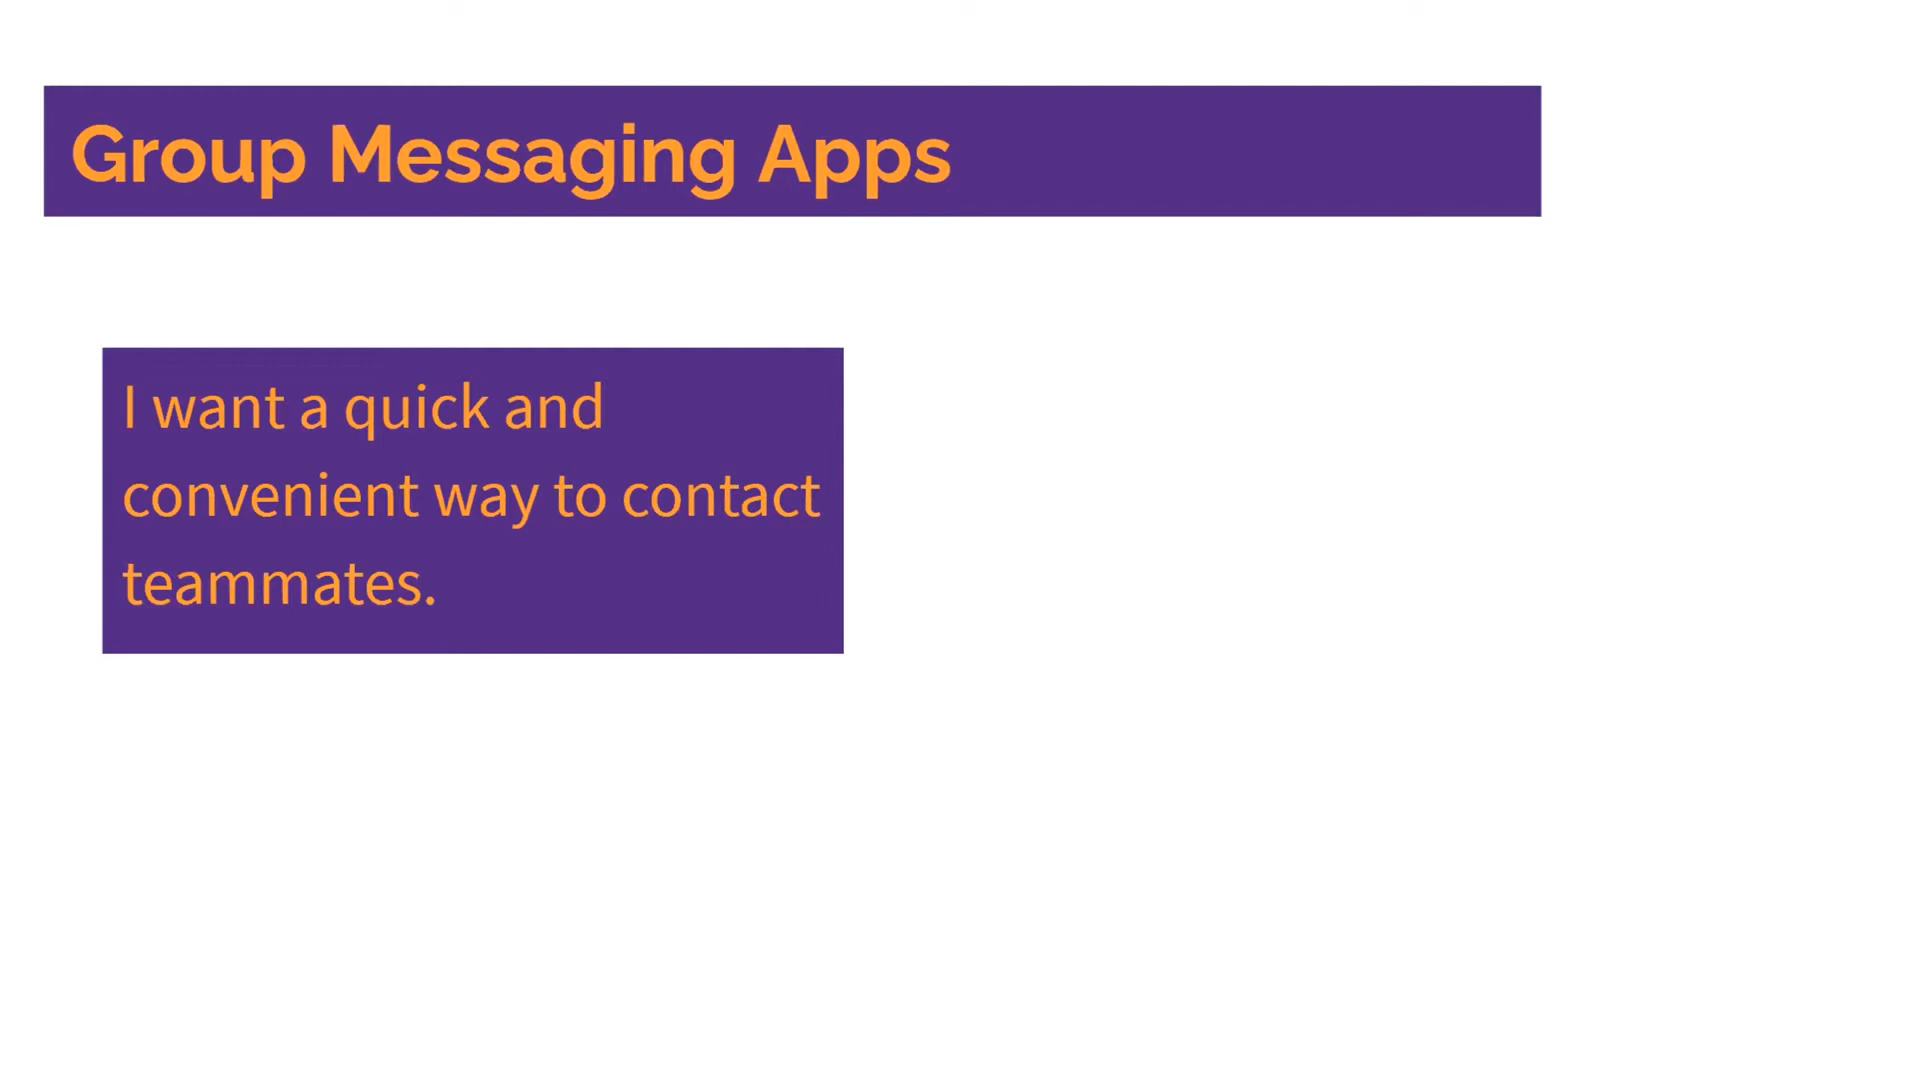 Group Messaging Apps
I want a quick and
convenient way to contact
teammates.